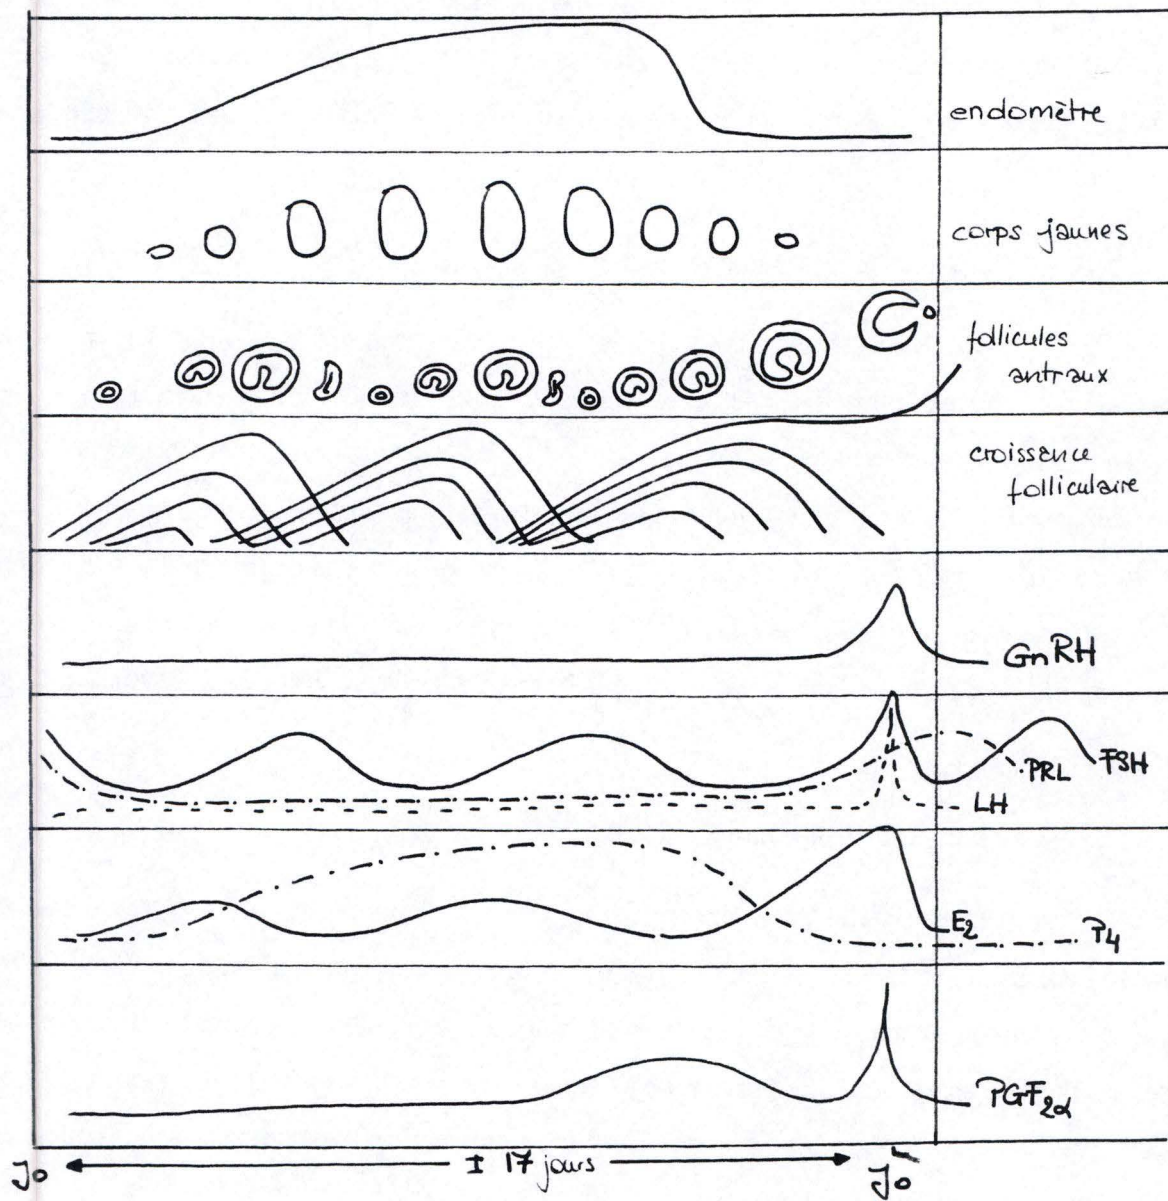 endomètre
corps jaunes
follicules
antraux
croissance
folliculaire
GnRH
FSH
PRL
LH
E2
P4
PGF2α
J0
± 17 jours
J0